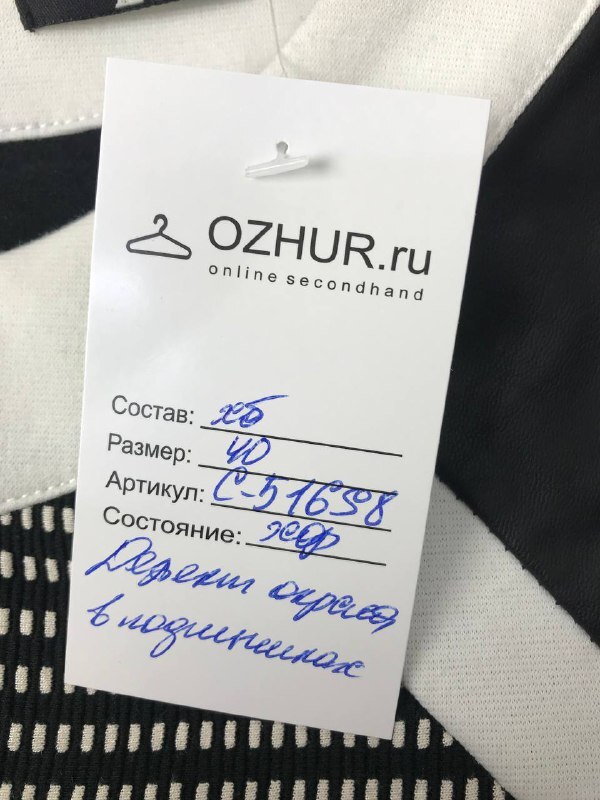 OZHUR.ru
online secondhand
Состав: хб
Размер: 40
Артикул: С-51698
Состояние: хор
Дефект окраса
в подмышках